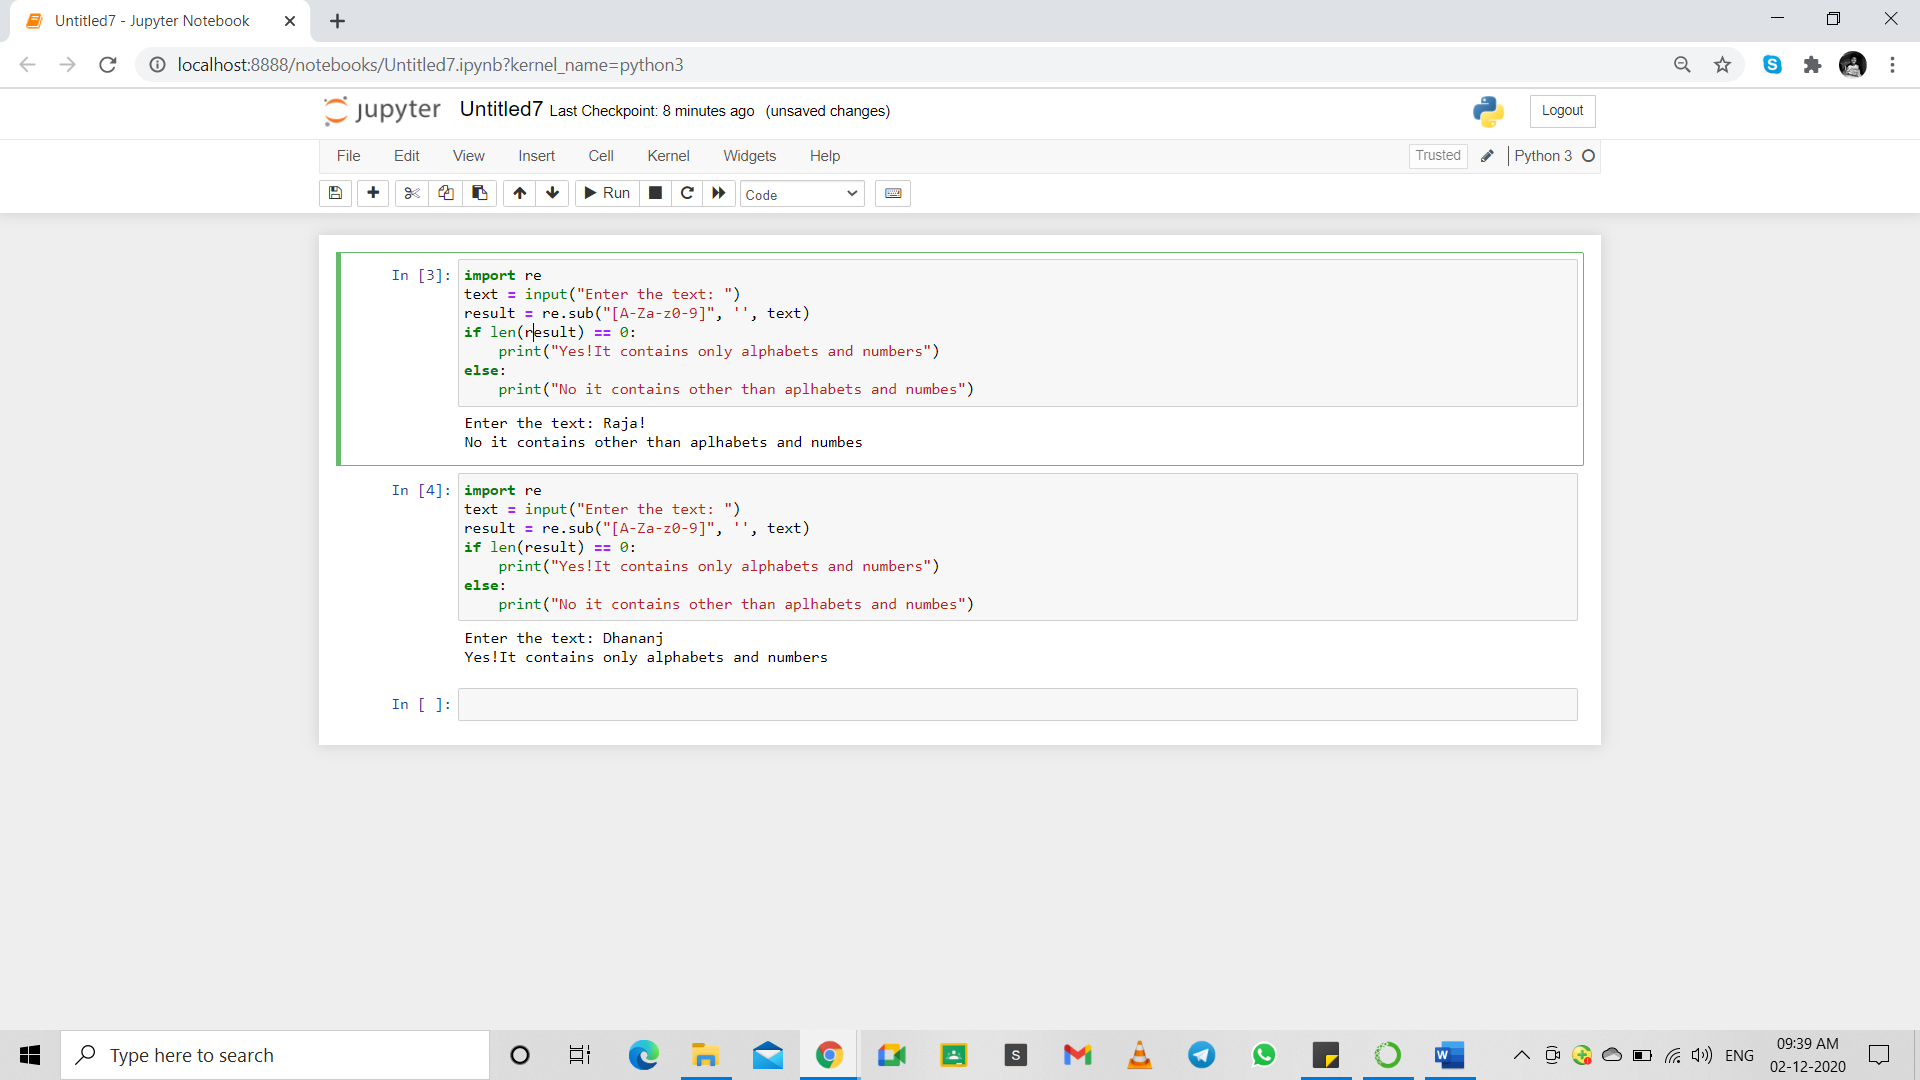 Untitled7 - Jupyter Notebook
localhost:8888/notebooks/Untitled7.ipynb?kernel_name=python3
jupyter Untitled7 Last Checkpoint: 8 minutes ago (unsaved changes) Logout
File Edit View Insert Cell Kernel Widgets Help Trusted Python 3
Run Code
In [3]: import re
text = input("Enter the text: ")
result = re.sub("[A-Za-z0-9]", '', text)
if len(result) == 0:
    print("Yes!It contains only alphabets and numbers")
else:
    print("No it contains other than aplhabets and numbes")
Enter the text: Raja!
No it contains other than aplhabets and numbes
In [4]: import re
text = input("Enter the text: ")
result = re.sub("[A-Za-z0-9]", '', text)
if len(result) == 0:
    print("Yes!It contains only alphabets and numbers")
else:
    print("No it contains other than aplhabets and numbes")
Enter the text: Dhananj
Yes!It contains only alphabets and numbers
In [ ]:
Type here to search
ENG
09:39 AM
02-12-2020